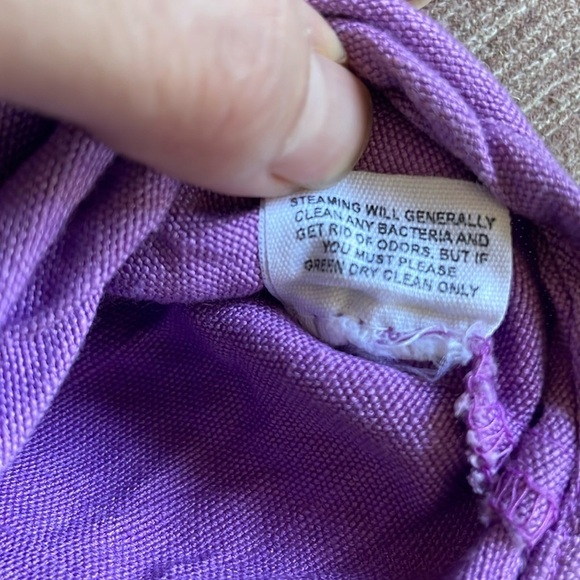 STEAMING WILL GENERALLY
CLEAN ANY BACTERIA AND
GET RID OF ODORS. BUT IF
YOU MUST PLEASE
GREEN DRY CLEAN ONLY